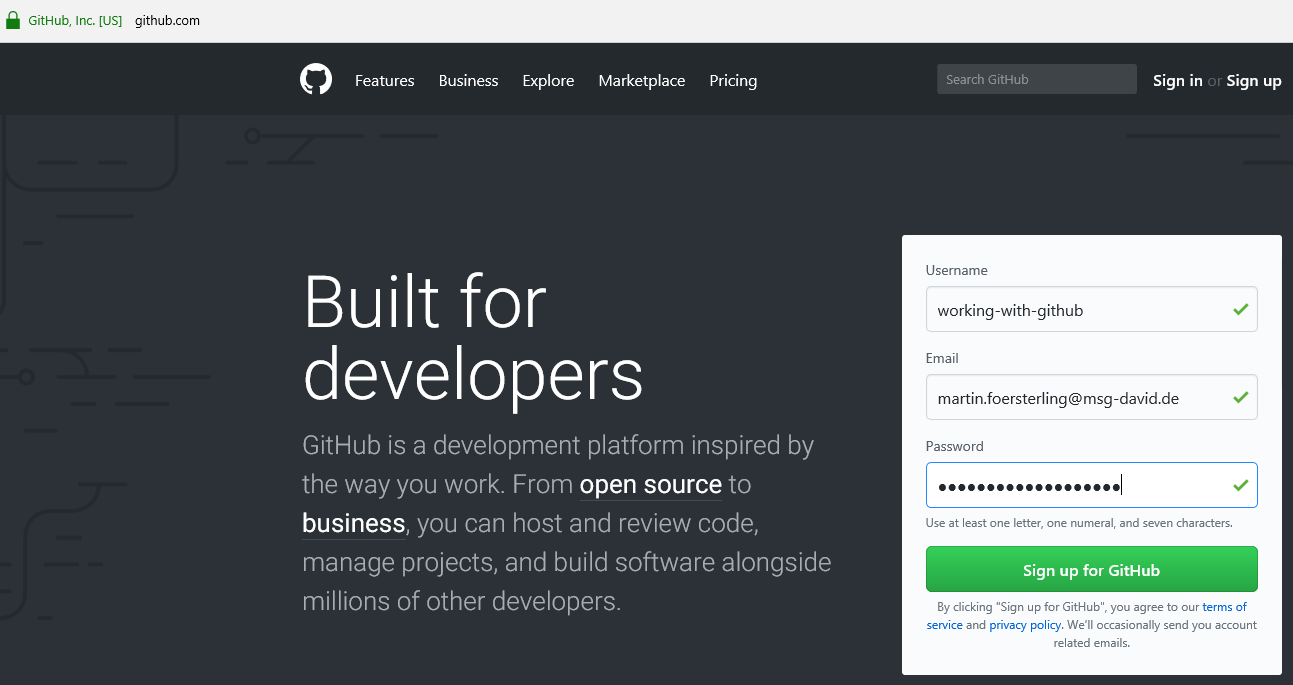 GitHub, Inc. [US] github.com
Features Business Explore Marketplace Pricing Search GitHub Sign in or Sign up
Built for
developers
GitHub is a development platform inspired by
the way you work. From open source to
business, you can host and review code,
manage projects, and build software alongside
millions of other developers.
Username
working-with-github
Email
martin.foersterling@msg-david.de
Password
●●●●●●●●●●●●●●●●●●●
Use at least one letter, one numeral, and seven characters.
Sign up for GitHub
By clicking "Sign up for GitHub", you agree to our terms of
service and privacy policy. We’ll occasionally send you account
related emails.